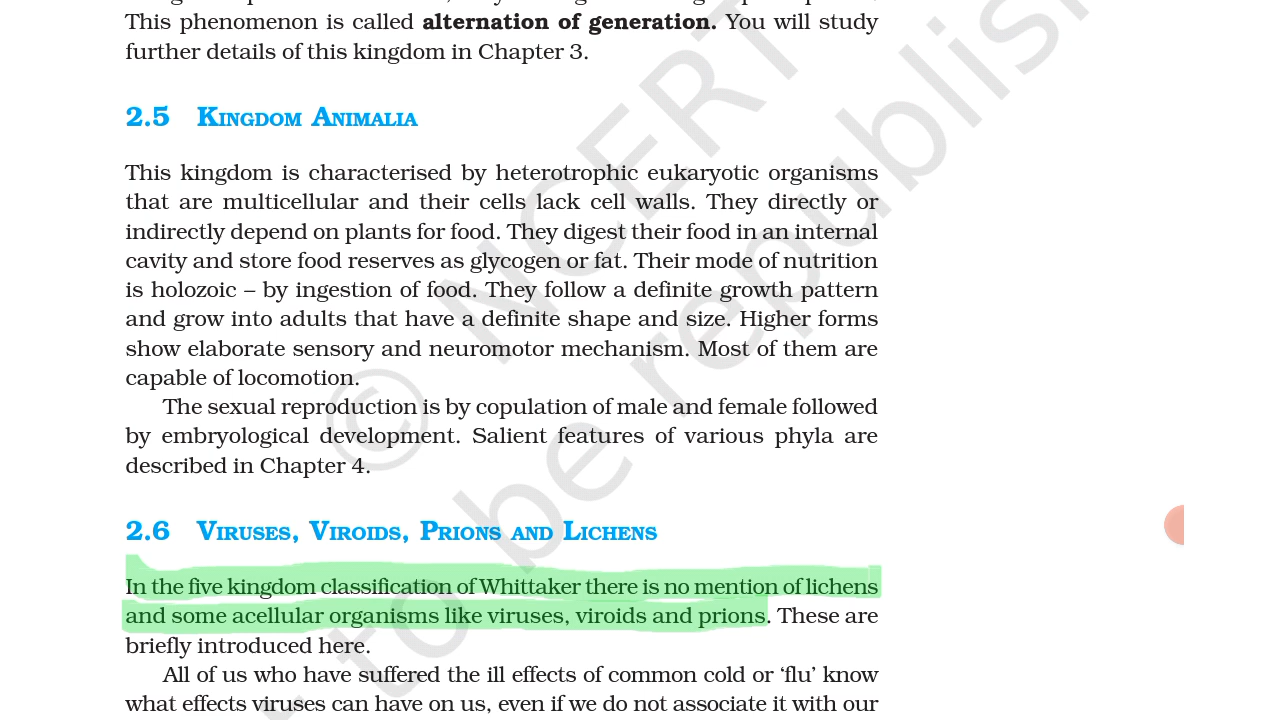 This phenomenon is called alternation of generation. You will study
further details of this kingdom in Chapter 3.
2.5 KINGDOM ANIMALIA
This kingdom is characterised by heterotrophic eukaryotic organisms
that are multicellular and their cells lack cell walls. They directly or
indirectly depend on plants for food. They digest their food in an internal
cavity and store food reserves as glycogen or fat. Their mode of nutrition
is holozoic – by ingestion of food. They follow a definite growth pattern
and grow into adults that have a definite shape and size. Higher forms
show elaborate sensory and neuromotor mechanism. Most of them are
capable of locomotion.
The sexual reproduction is by copulation of male and female followed
by embryological development. Salient features of various phyla are
described in Chapter 4.
2.6 VIRUSES, VIROIDS, PRIONS AND LICHENS
In the five kingdom classification of Whittaker there is no mention of lichens
and some acellular organisms like viruses, viroids and prions. These are
briefly introduced here.
All of us who have suffered the ill effects of common cold or ‘flu’ know
what effects viruses can have on us, even if we do not associate it with our
© NCERT
to be republis